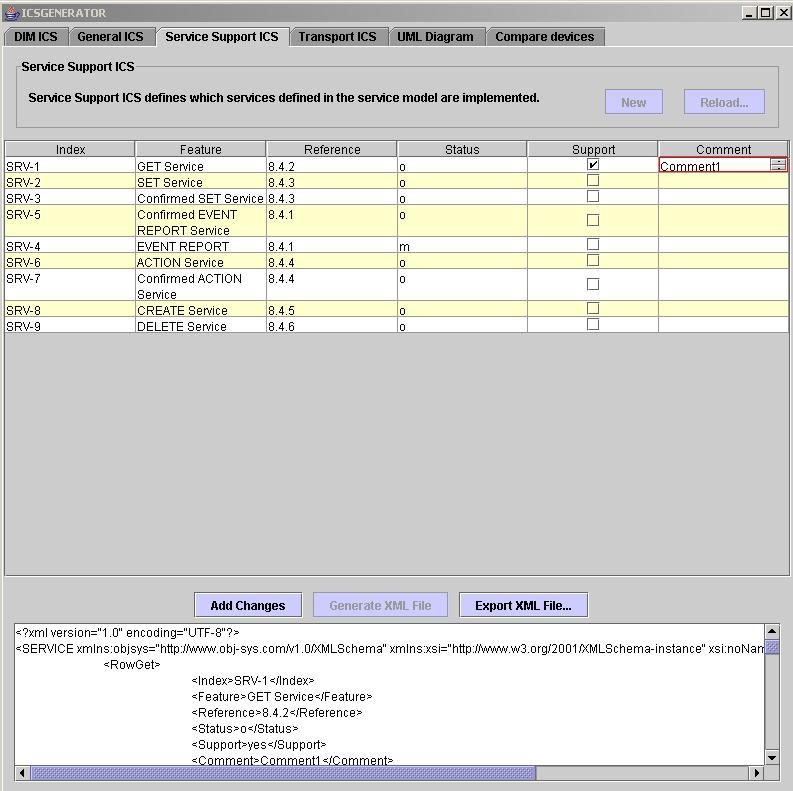 ICSGENERATOR
DIM ICS General ICS Service Support ICS Transport ICS UML Diagram Compare devices
Service Support ICS
Service Support ICS defines which services defined in the service model are implemented.
New Reload...
Index Feature Reference Status Support Comment
SRV-1 GET Service 8.4.2 o Comment1
SRV-2 SET Service 8.4.3 o
SRV-3 Confirmed SET Service 8.4.3 o
SRV-5 Confirmed EVENT 8.4.1 o
REPORT Service
SRV-4 EVENT REPORT 8.4.1 m
SRV-6 ACTION Service 8.4.4 o
SRV-7 Confirmed ACTION 8.4.4 o
Service
SRV-8 CREATE Service 8.4.5 o
SRV-9 DELETE Service 8.4.6 o
Add Changes Generate XML File Export XML File...
<?xml version="1.0" encoding="UTF-8"?>
<SERVICE xmlns:objsys="http://www.obj-sys.com/v1.0/XMLSchema" xmlns:xsi="http://www.w3.org/2001/XMLSchema-instance" xsi:noNam
<RowGet>
<Index>SRV-1</Index>
<Feature>GET Service</Feature>
<Reference>8.4.2</Reference>
<Status>o</Status>
<Support>yes</Support>
<Comment>Comment1</Comment>